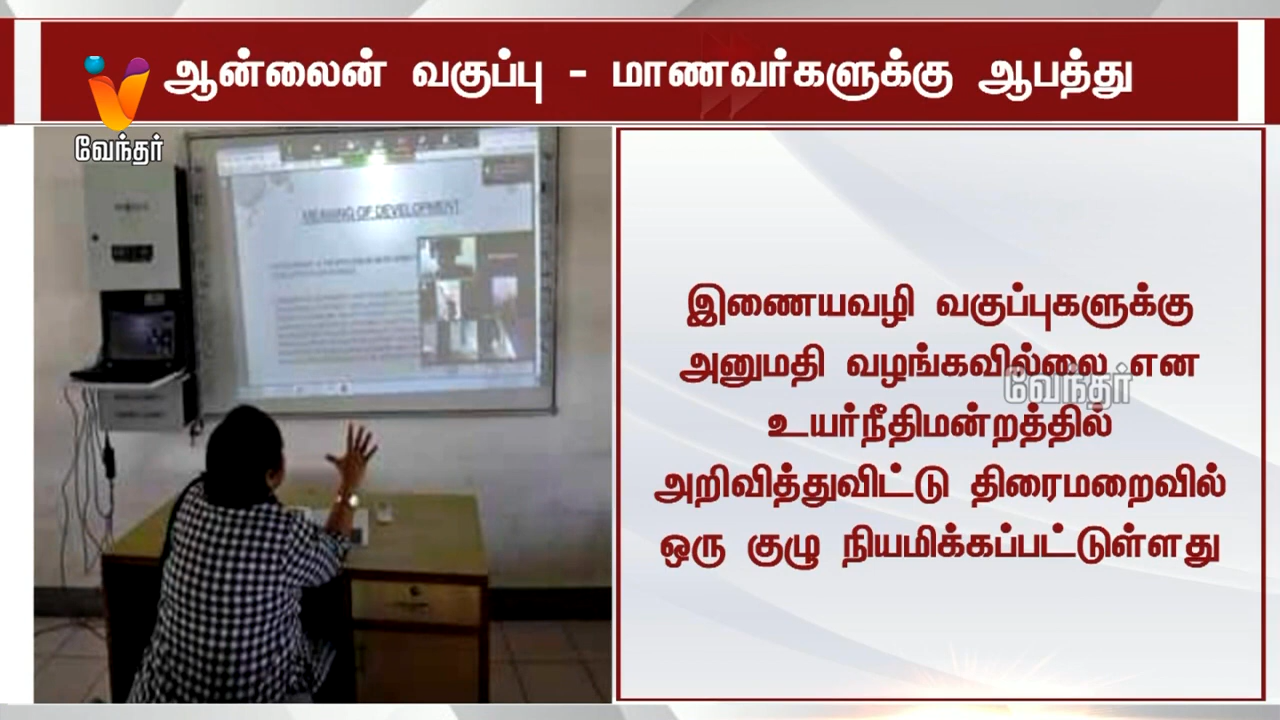 ஆன்லைன் வகுப்பு - மாணவர்களுக்கு ஆபத்து
வேந்தர்
MEANING OF DEVELOPMENT
இணையவழி வகுப்புகளுக்கு
அனுமதி வழங்கவில்லை என
வேந்தர்
உயர்நீதிமன்றத்தில்
அறிவித்துவிட்டு திரைமறைவில்
ஒரு குழு நியமிக்கப்பட்டுள்ளது